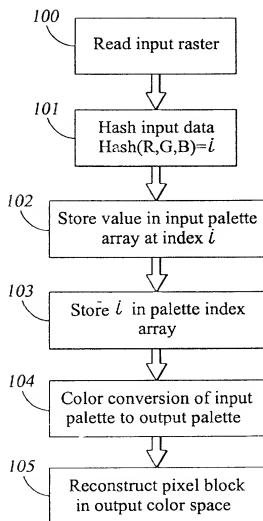 100
Read input raster
101
Hash input data
Hash(R,G,B)=i
102
Store value in input palette
array at index i
103
Store i in palette index
array
104
Color conversion of input
palette to output palette
105
Reconstruct pixel block
in output color space